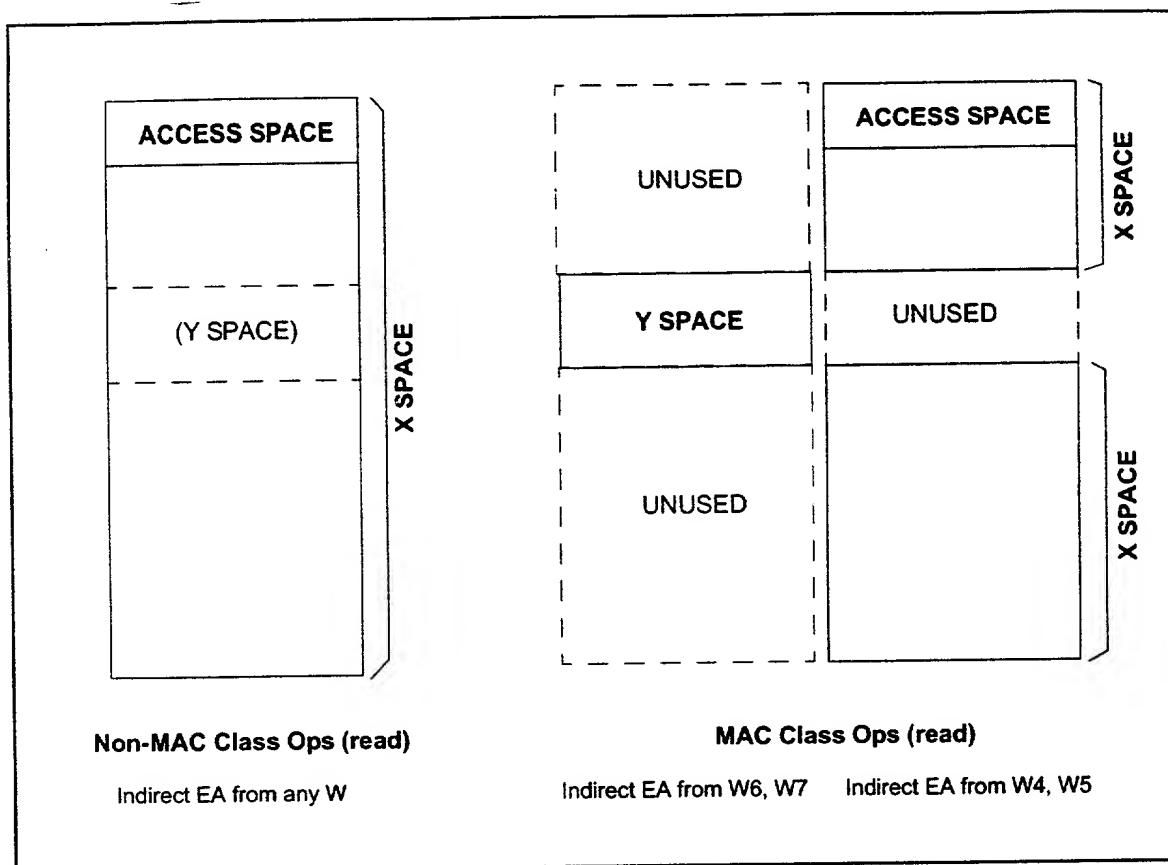 ACCESS SPACE
(Y SPACE)
X SPACE
Non-MAC Class Ops (read)
Indirect EA from any W
UNUSED
Y SPACE
UNUSED
ACCESS SPACE
UNUSED
X SPACE
X SPACE
MAC Class Ops (read)
Indirect EA from W6, W7
Indirect EA from W4, W5